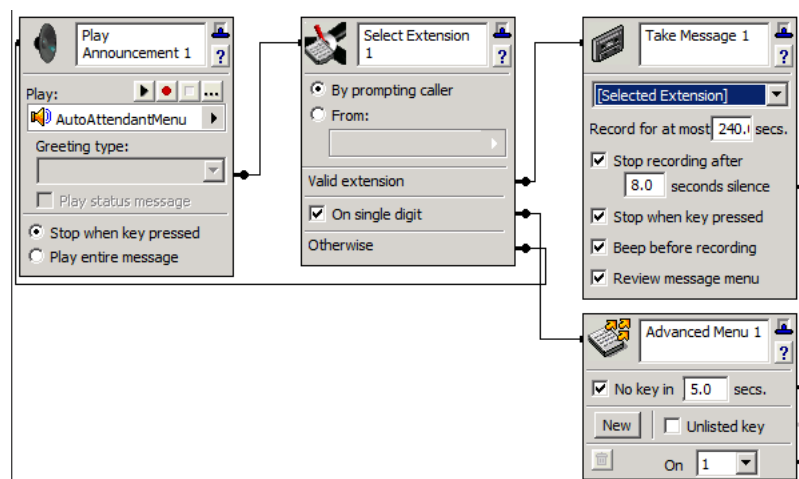 Play
Announcement 1
?
Play:
...
AutoAttendantMenu
Greeting type:
Play status message
Stop when key pressed
Play entire message
Select Extension
1
?
By prompting caller
From:
Valid extension
On single digit
Otherwise
Take Message 1
?
[Selected Extension]
Record for at most 240. secs.
Stop recording after
8.0 seconds silence
Stop when key pressed
Beep before recording
Review message menu
Advanced Menu 1
?
No key in 5.0 secs.
New Unlisted key
On 1